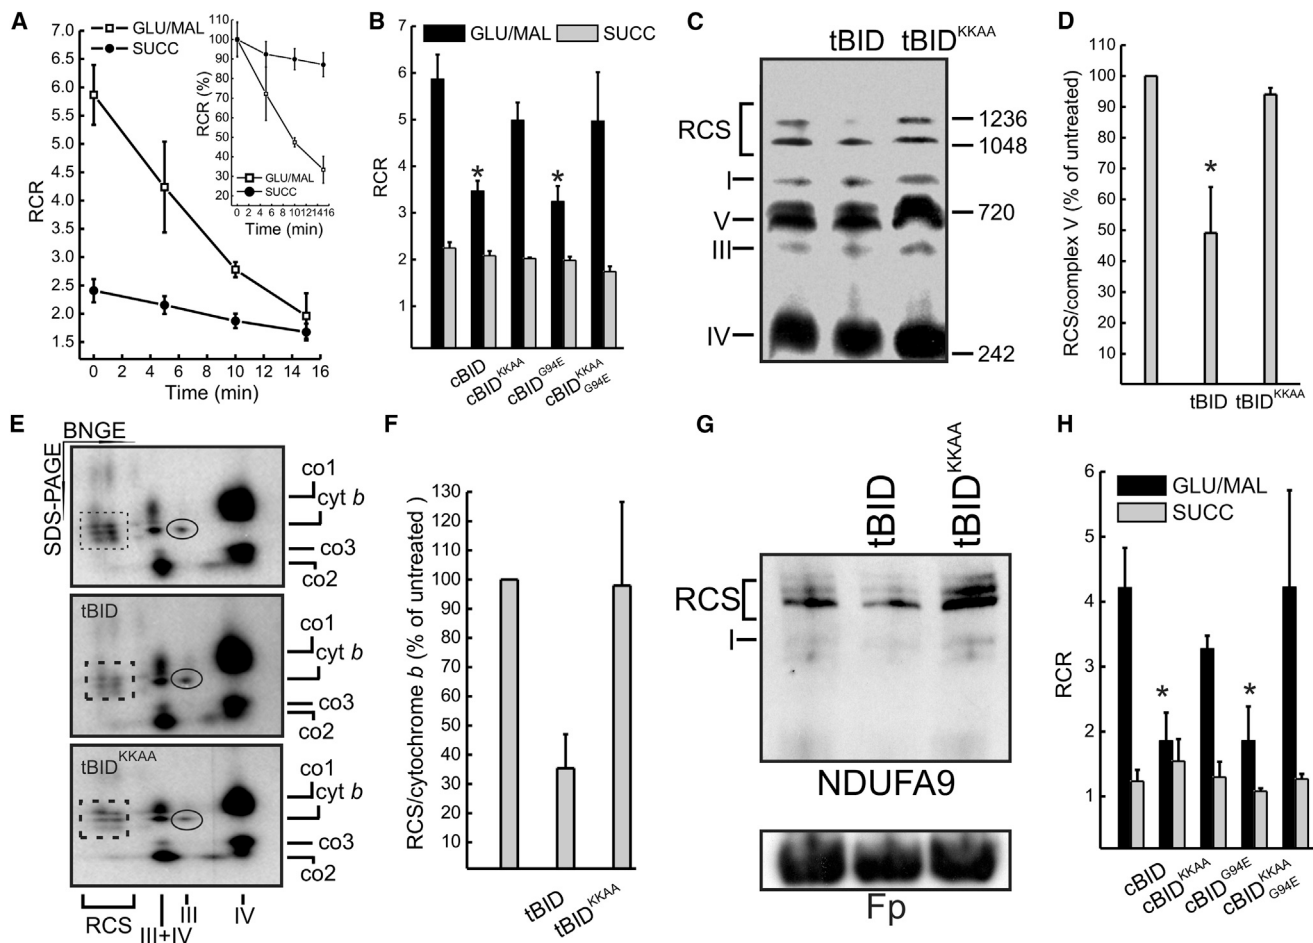 A
GLU/MAL
SUCC
RCR
7.0
6.5
6.0
5.5
5.0
4.5
4.0
3.5
3.0
2.5
2.0
1.5
0 2 4 6 8 10 12 14 16
Time (min)
RCR (%)
110
100
90
80
70
60
50
40
30
20
GLU/MAL
SUCC
0 2 4 6 8 10 12 14 16
Time (min)
B
GLU/MAL SUCC
RCR
7
6
5
4
3
2
1
* *
cBID
cBID KKAA
cBID G94E
cBID KKAA G94E
C
tBID tBID KKAA
RCS
I
V
III
IV
1236
1048
720
242
D
RCS/complex V (% of untreated)
110
100
90
80
70
60
50
40
30
20
10
*
tBID tBID KKAA
E
BNGE
SDS-PAGE
co1
cyt b
co3
co2
tBID
co1
cyt b
co3
co2
tBID KKAA
co1
cyt b
co3
co2
RCS
III+IV
III
IV
F
RCS/cytochrome b (% of untreated )
130
120
110
100
90
80
70
60
50
40
30
20
10
tBID
tBID KKAA
G
tBID
tBID KKAA
RCS
I
NDUFA9
Fp
H
GLU/MAL
SUCC
RCR
6
5
4
3
2
1
* *
cBID
cBID KKAA
cBID G94E
cBID KKAA G94E